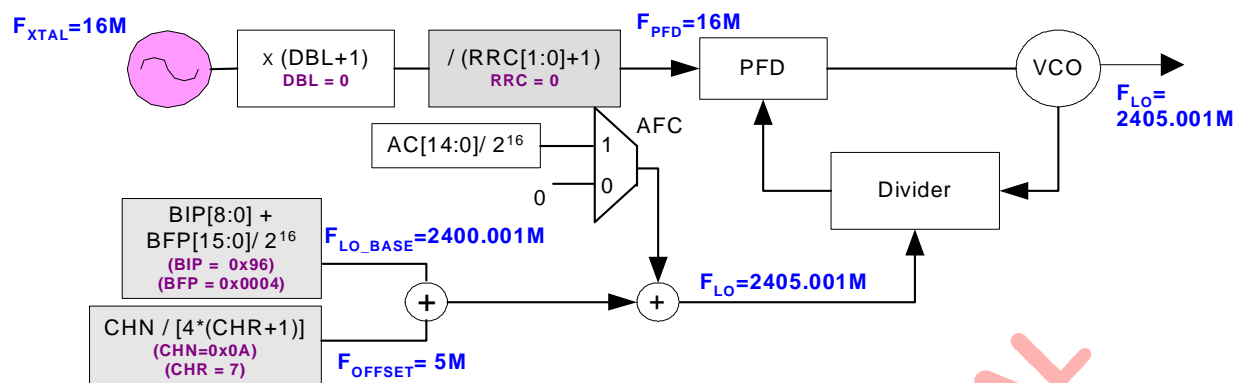 F_XTAL=16M
x (DBL+1)
DBL = 0
/ (RRC[1:0]+1)
RRC = 0
F_PFD=16M
PFD
VCO
F_LO=
2405.001M
AFC
AC[14:0]/ 2^16
1
0
0
Divider
BIP[8:0] +
BFP[15:0]/ 2^16
(BIP = 0x96)
(BFP = 0x0004)
F_LO_BASE=2400.001M
+
+
F_LO=2405.001M
CHN / [4*(CHR+1)]
(CHN=0x0A)
(CHR = 7)
F_OFFSET= 5M